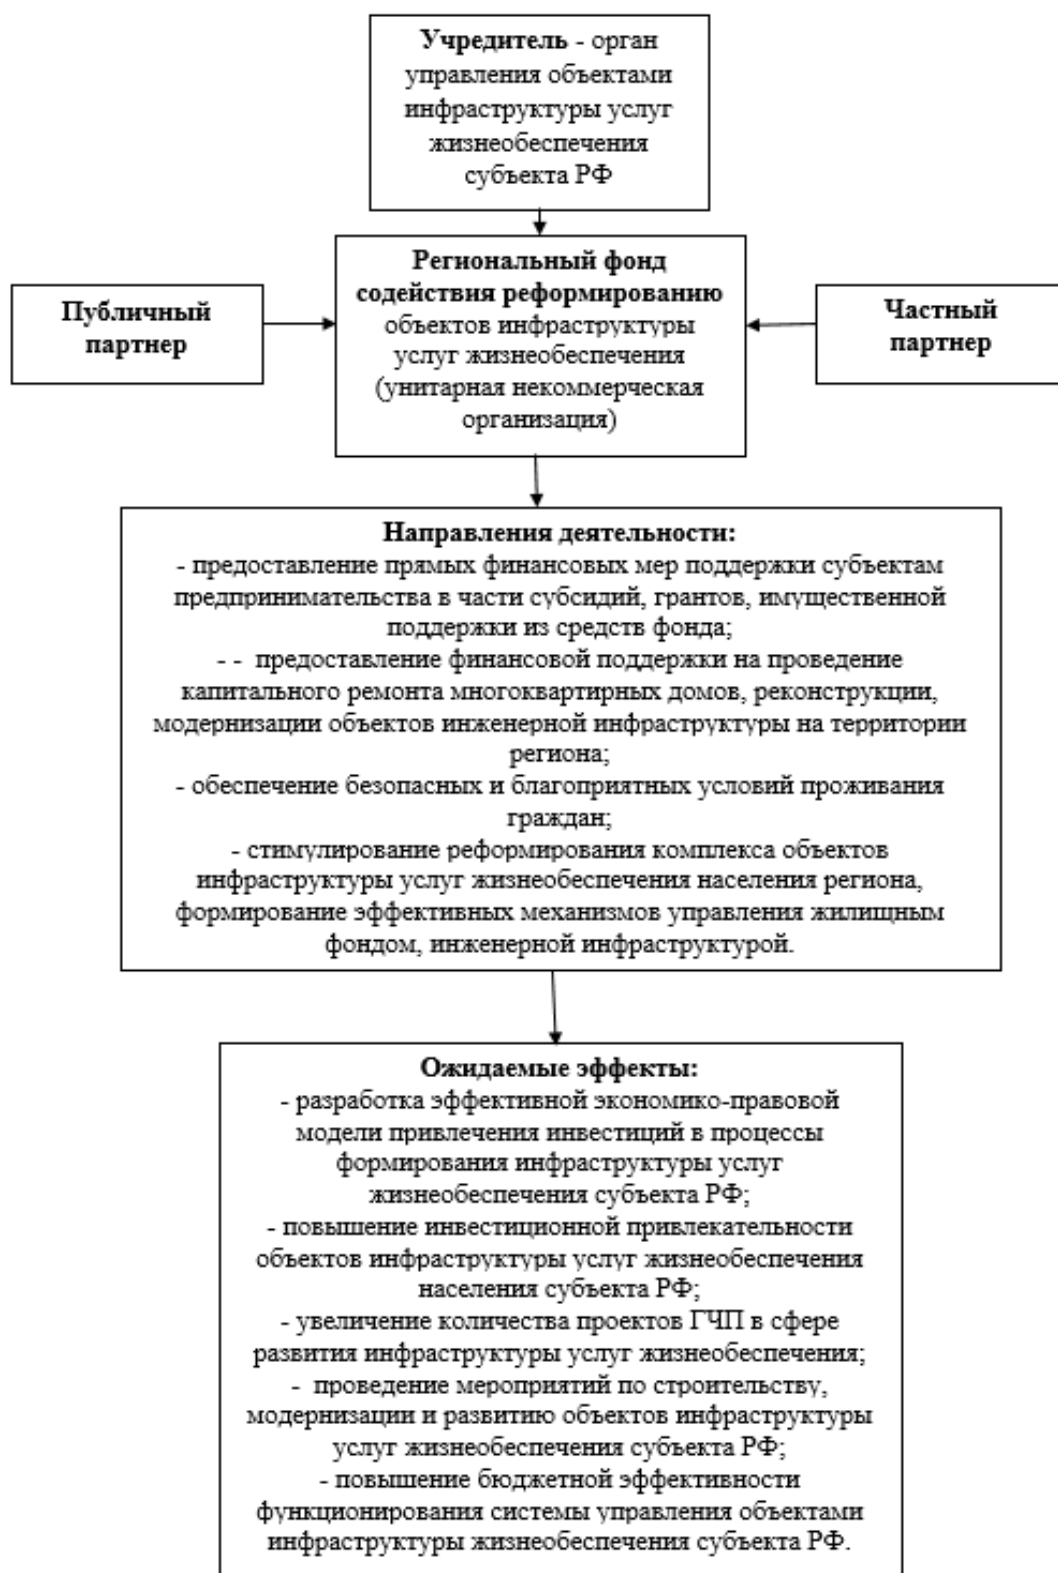 Учредитель - орган
управления объектами
инфраструктуры услуг
жизнеобеспечения
субъекта РФ
Региональный фонд
содействия реформированию
объектов инфраструктуры
услуг жизнеобеспечения
(унитарная некоммерческая
организация)
Публичный
партнер
Частный
партнер
Направления деятельности:
- предоставление прямых финансовых мер поддержки субъектам
предпринимательства в части субсидий, грантов, имущественной
поддержки из средств фонда;
- - предоставление финансовой поддержки на проведение
капитального ремонта многоквартирных домов, реконструкции,
модернизации объектов инженерной инфраструктуры на территории
региона;
- обеспечение безопасных и благоприятных условий проживания
граждан;
- стимулирование реформирования комплекса объектов
инфраструктуры услуг жизнеобеспечения населения региона,
формирование эффективных механизмов управления жилищным
фондом, инженерной инфраструктурой.
Ожидаемые эффекты:
- разработка эффективной экономико-правовой
модели привлечения инвестиций в процессы
формирования инфраструктуры услуг
жизнеобеспечения субъекта РФ;
- повышение инвестиционной привлекательности
объектов инфраструктуры услуг жизнеобеспечения
населения субъекта РФ;
- увеличение количества проектов ГЧП в сфере
развития инфраструктуры услуг жизнеобеспечения;
- проведение мероприятий по строительству,
модернизации и развитию объектов инфраструктуры
услуг жизнеобеспечения субъекта РФ;
- повышение бюджетной эффективности
функционирования системы управления объектами
инфраструктуры жизнеобеспечения субъекта РФ.